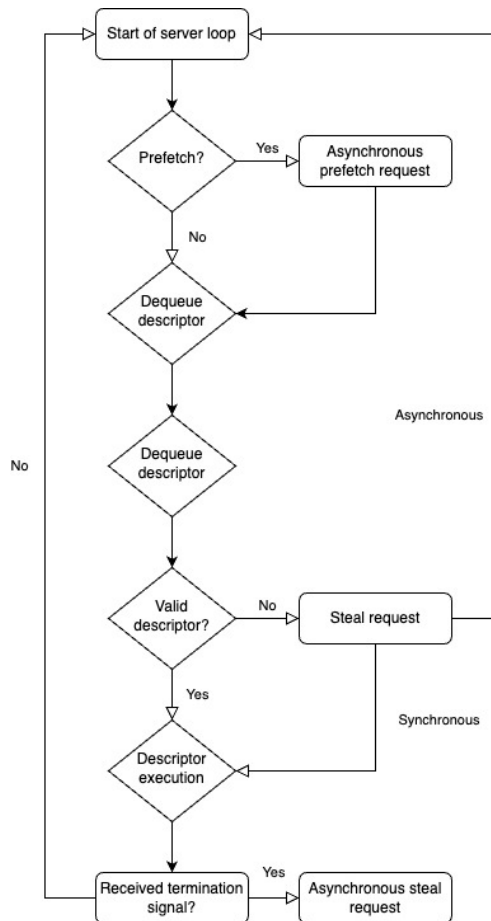 Start of server loop
Prefetch?
Yes
Asynchronous
prefetch request
No
Dequeue
descriptor
Asynchronous
Dequeue
descriptor
No
Valid
descriptor?
No
Steal request
Yes
Synchronous
Descriptor
execution
Received termination
signal?
Yes
Asynchronous steal
request